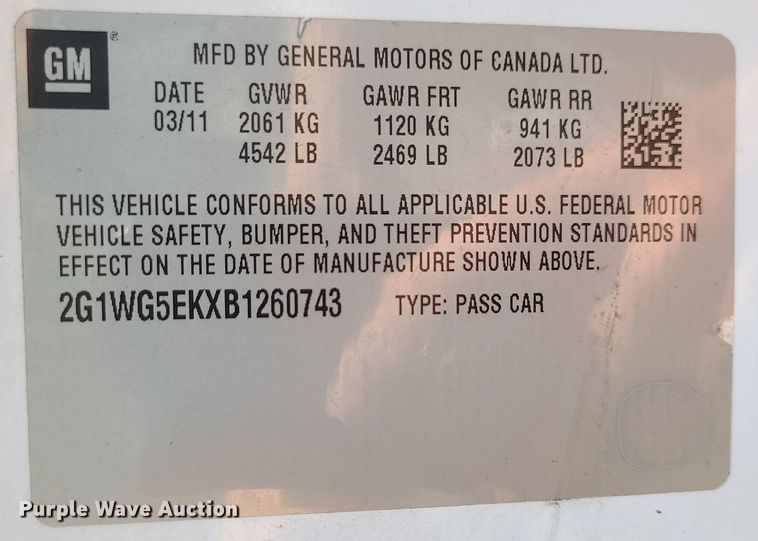 GM ®
MFD BY GENERAL MOTORS OF CANADA LTD.
DATE GVWR GAWR FRT GAWR RR
03/11 2061 KG 1120 KG 941 KG
4542 LB 2469 LB 2073 LB
THIS VEHICLE CONFORMS TO ALL APPLICABLE U.S. FEDERAL MOTOR
VEHICLE SAFETY, BUMPER, AND THEFT PREVENTION STANDARDS IN
EFFECT ON THE DATE OF MANUFACTURE SHOWN ABOVE.
2G1WG5EKXB1260743 TYPE: PASS CAR
Purple Wave Auction